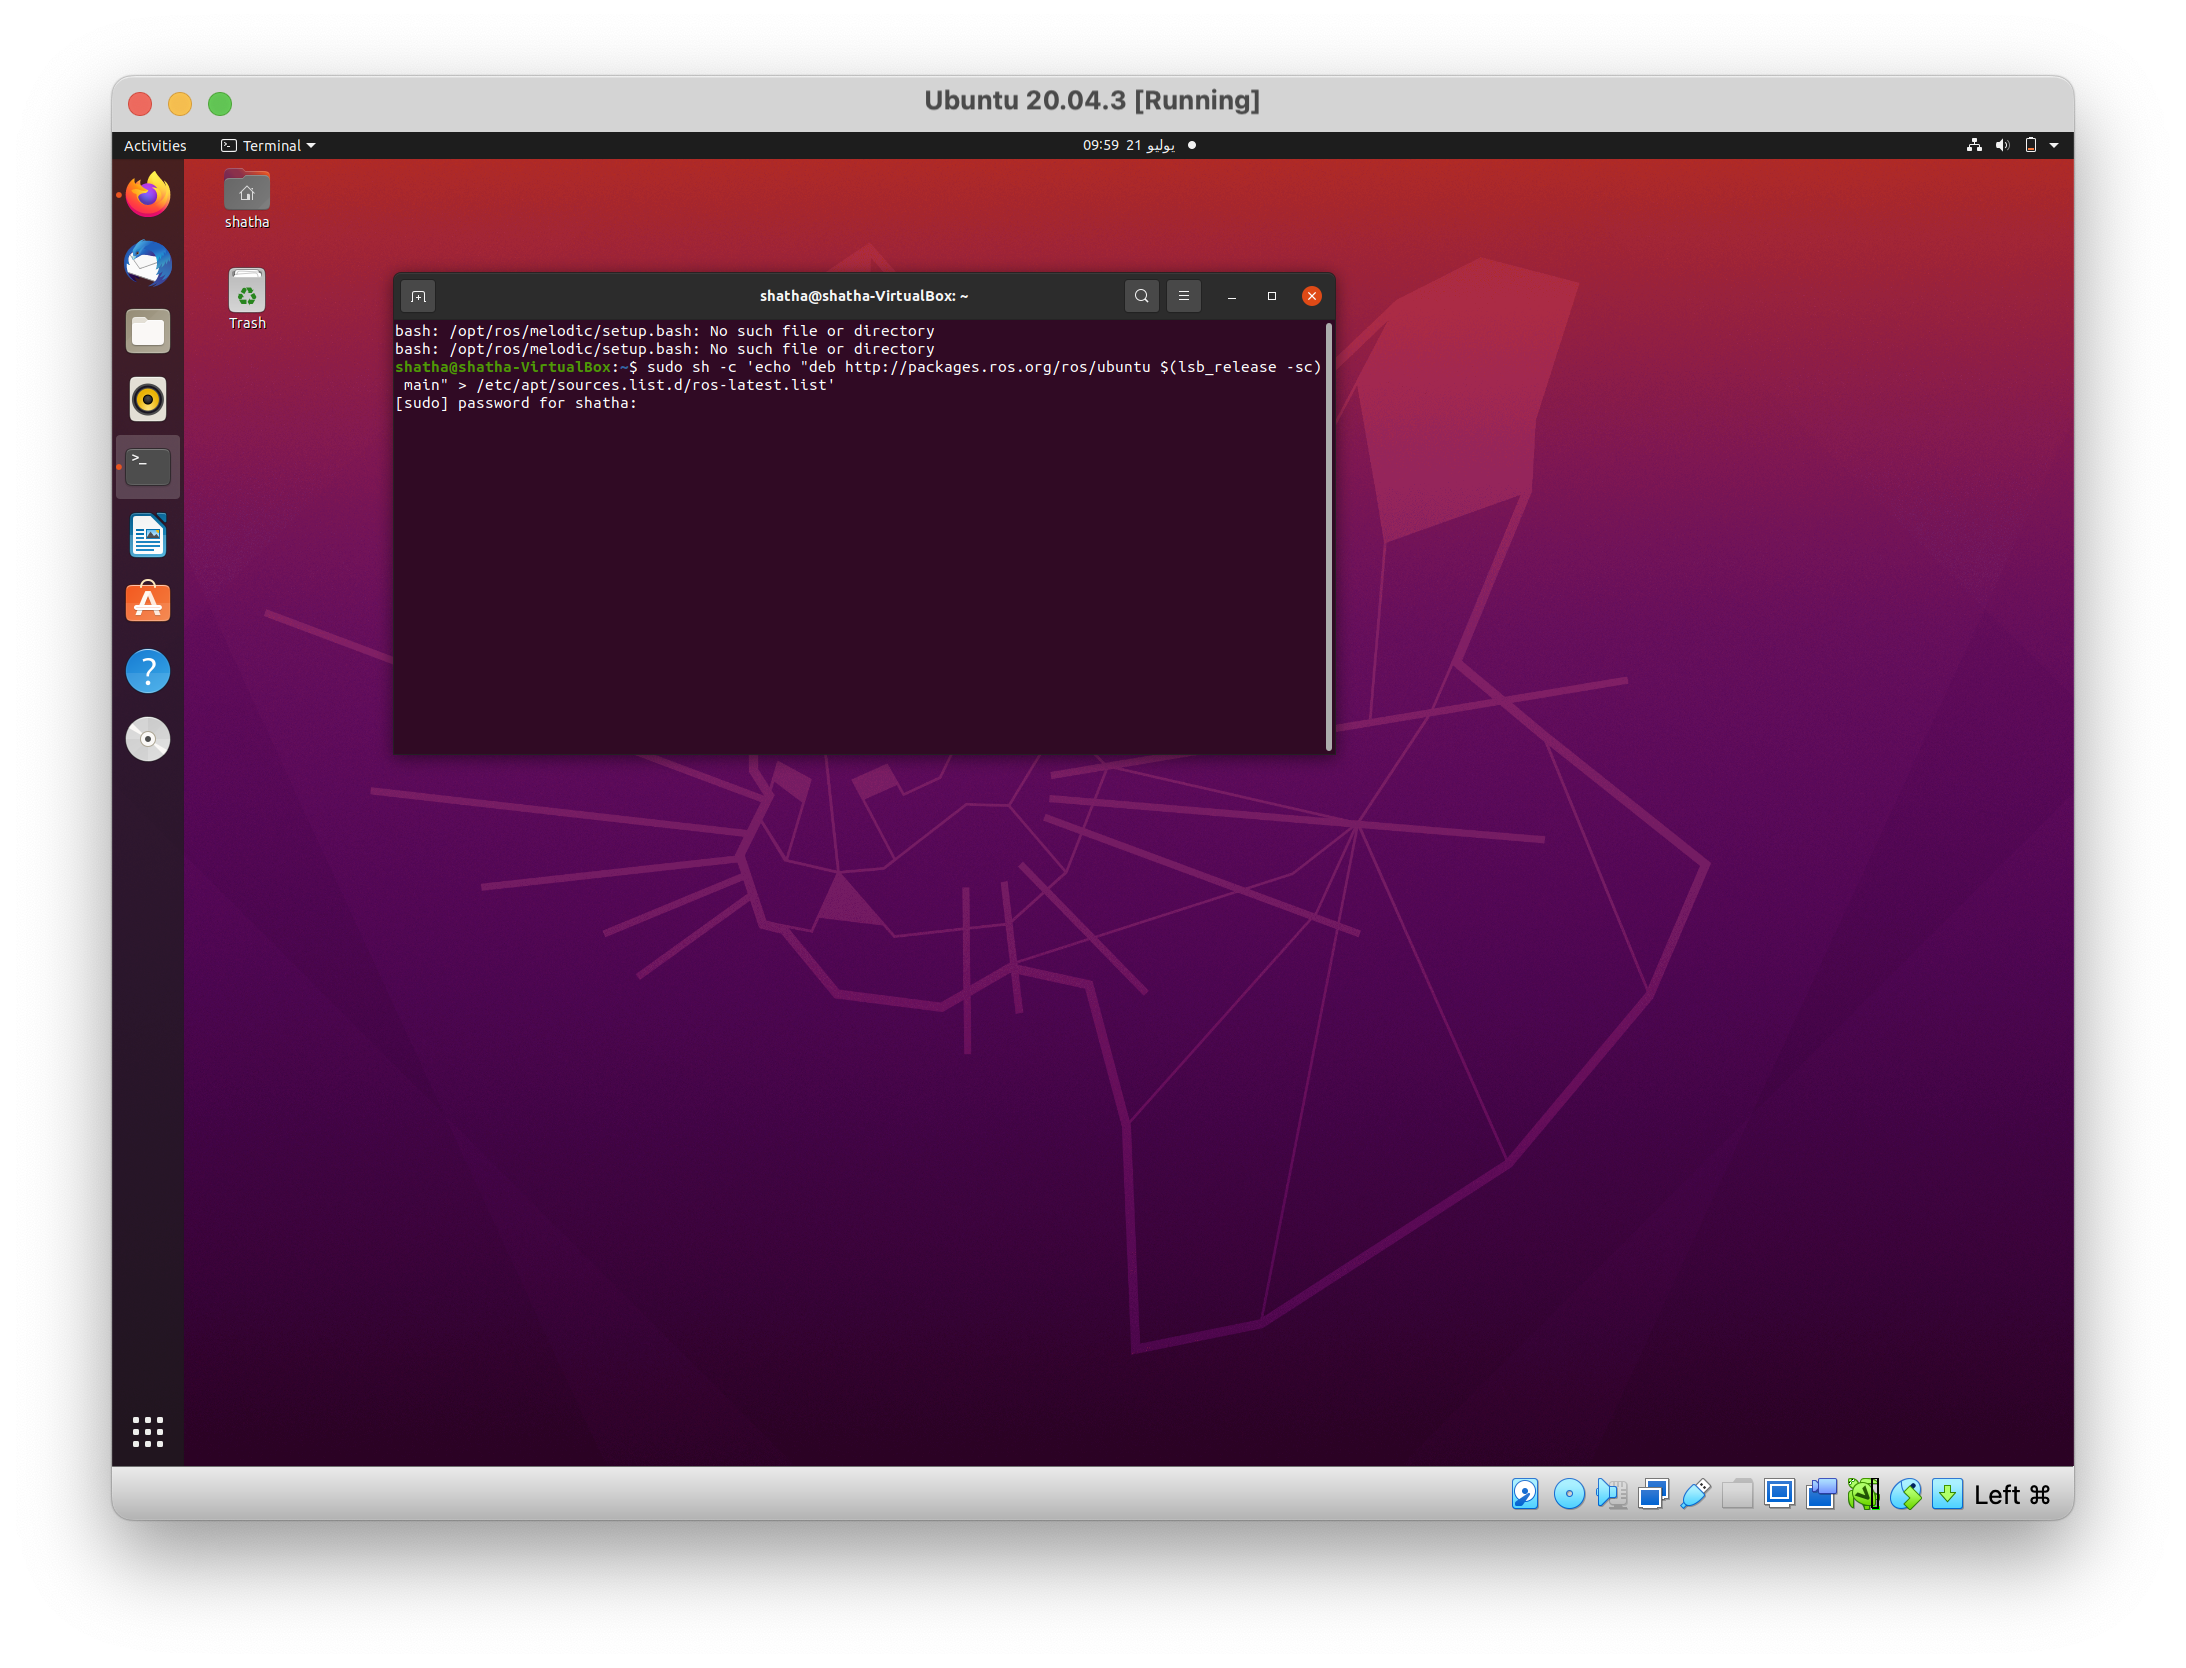 Ubuntu 20.04.3 [Running]
Activities
Terminal
09:59 21 يوليو
shatha
Trash
shatha@shatha-VirtualBox: ~
bash: /opt/ros/melodic/setup.bash: No such file or directory
bash: /opt/ros/melodic/setup.bash: No such file or directory
shatha@shatha-VirtualBox:~$ sudo sh -c 'echo "deb http://packages.ros.org/ros/ubuntu $(lsb_release -sc)
main" > /etc/apt/sources.list.d/ros-latest.list'
[sudo] password for shatha:
Left ⌘